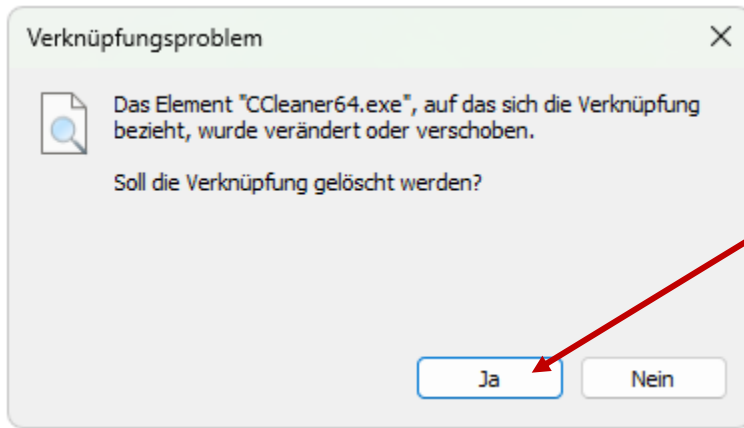 Verknüpfungsproblem
Das Element "CCleaner64.exe", auf das sich die Verknüpfung
bezieht, wurde verändert oder verschoben.
Soll die Verknüpfung gelöscht werden?
Ja
Nein